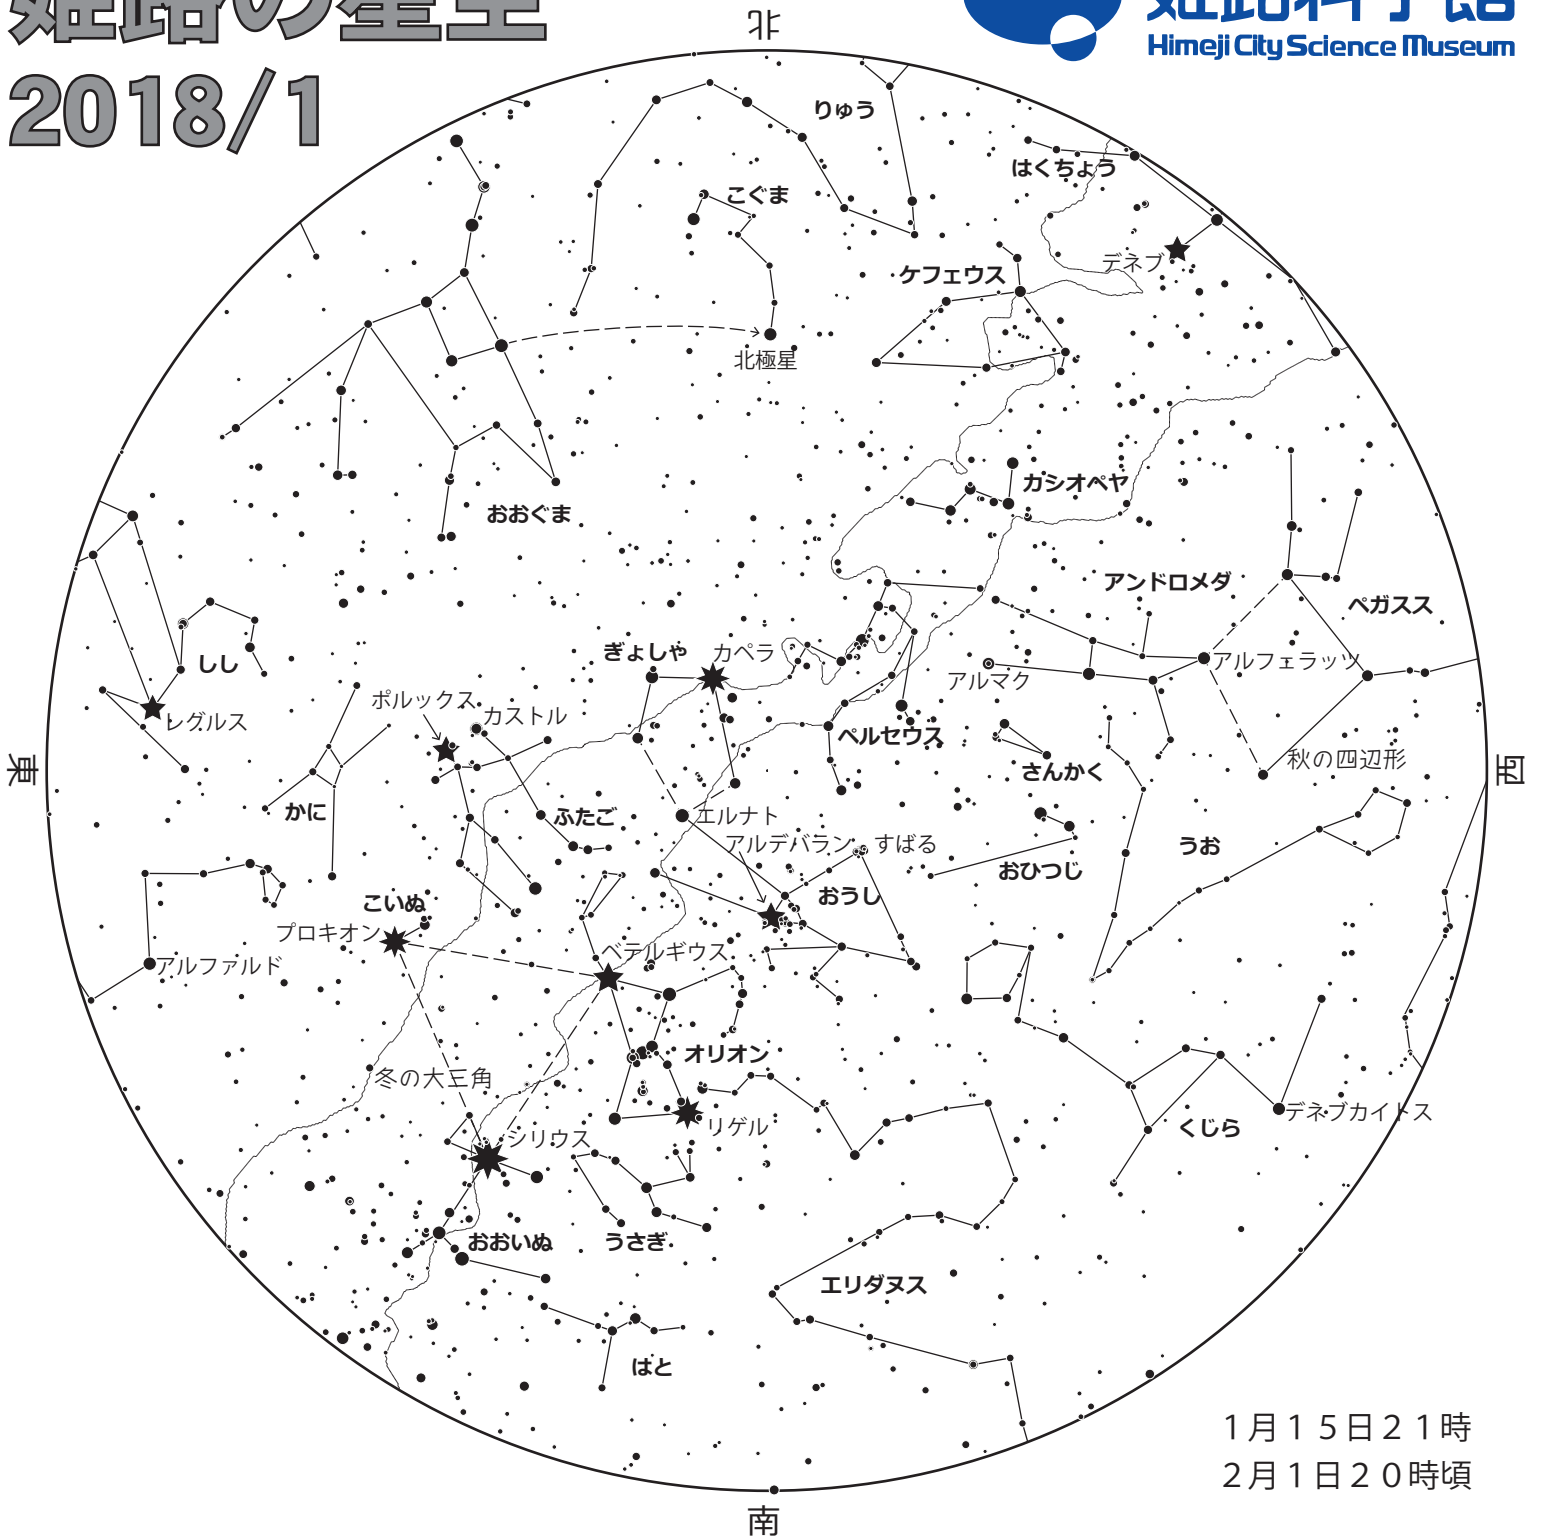 姫路の星空
2018/1
姫路科学館
Himeji City Science Museum
北
りゅう
はくちょう
こぐま
デネブ
ケフェウス
北極星
カシオペヤ
おおぐま
アンドロメダ
ペガスス
ぎょしゃ
カペラ
しし
アルフェラッツ
アルマク
ポルックス
カストル
レグルス
ペルセウス
秋の四辺形
さんかく
東
西
かに
ふたご
エルナト
アルデバラン
すばる
うお
おひつじ
おうし
こいぬ
プロキオン
ベテルギウス
アルファルド
オリオン
冬の大三角
デネブカイトス
リゲル
くじら
シリウス
おおいぬ
うさぎ
エリダヌス
はと
1月15日21時
2月1日20時頃
南